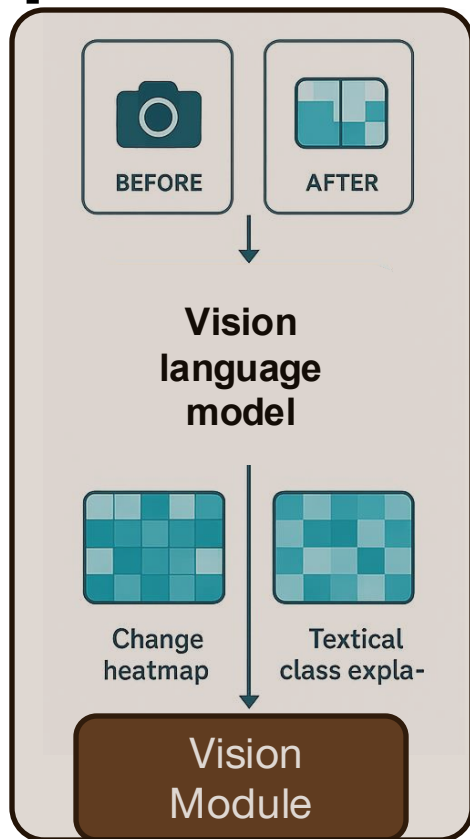 BEFORE
AFTER
Vision
language
model
Change
heatmap
Textical
class expla-
Vision
Module